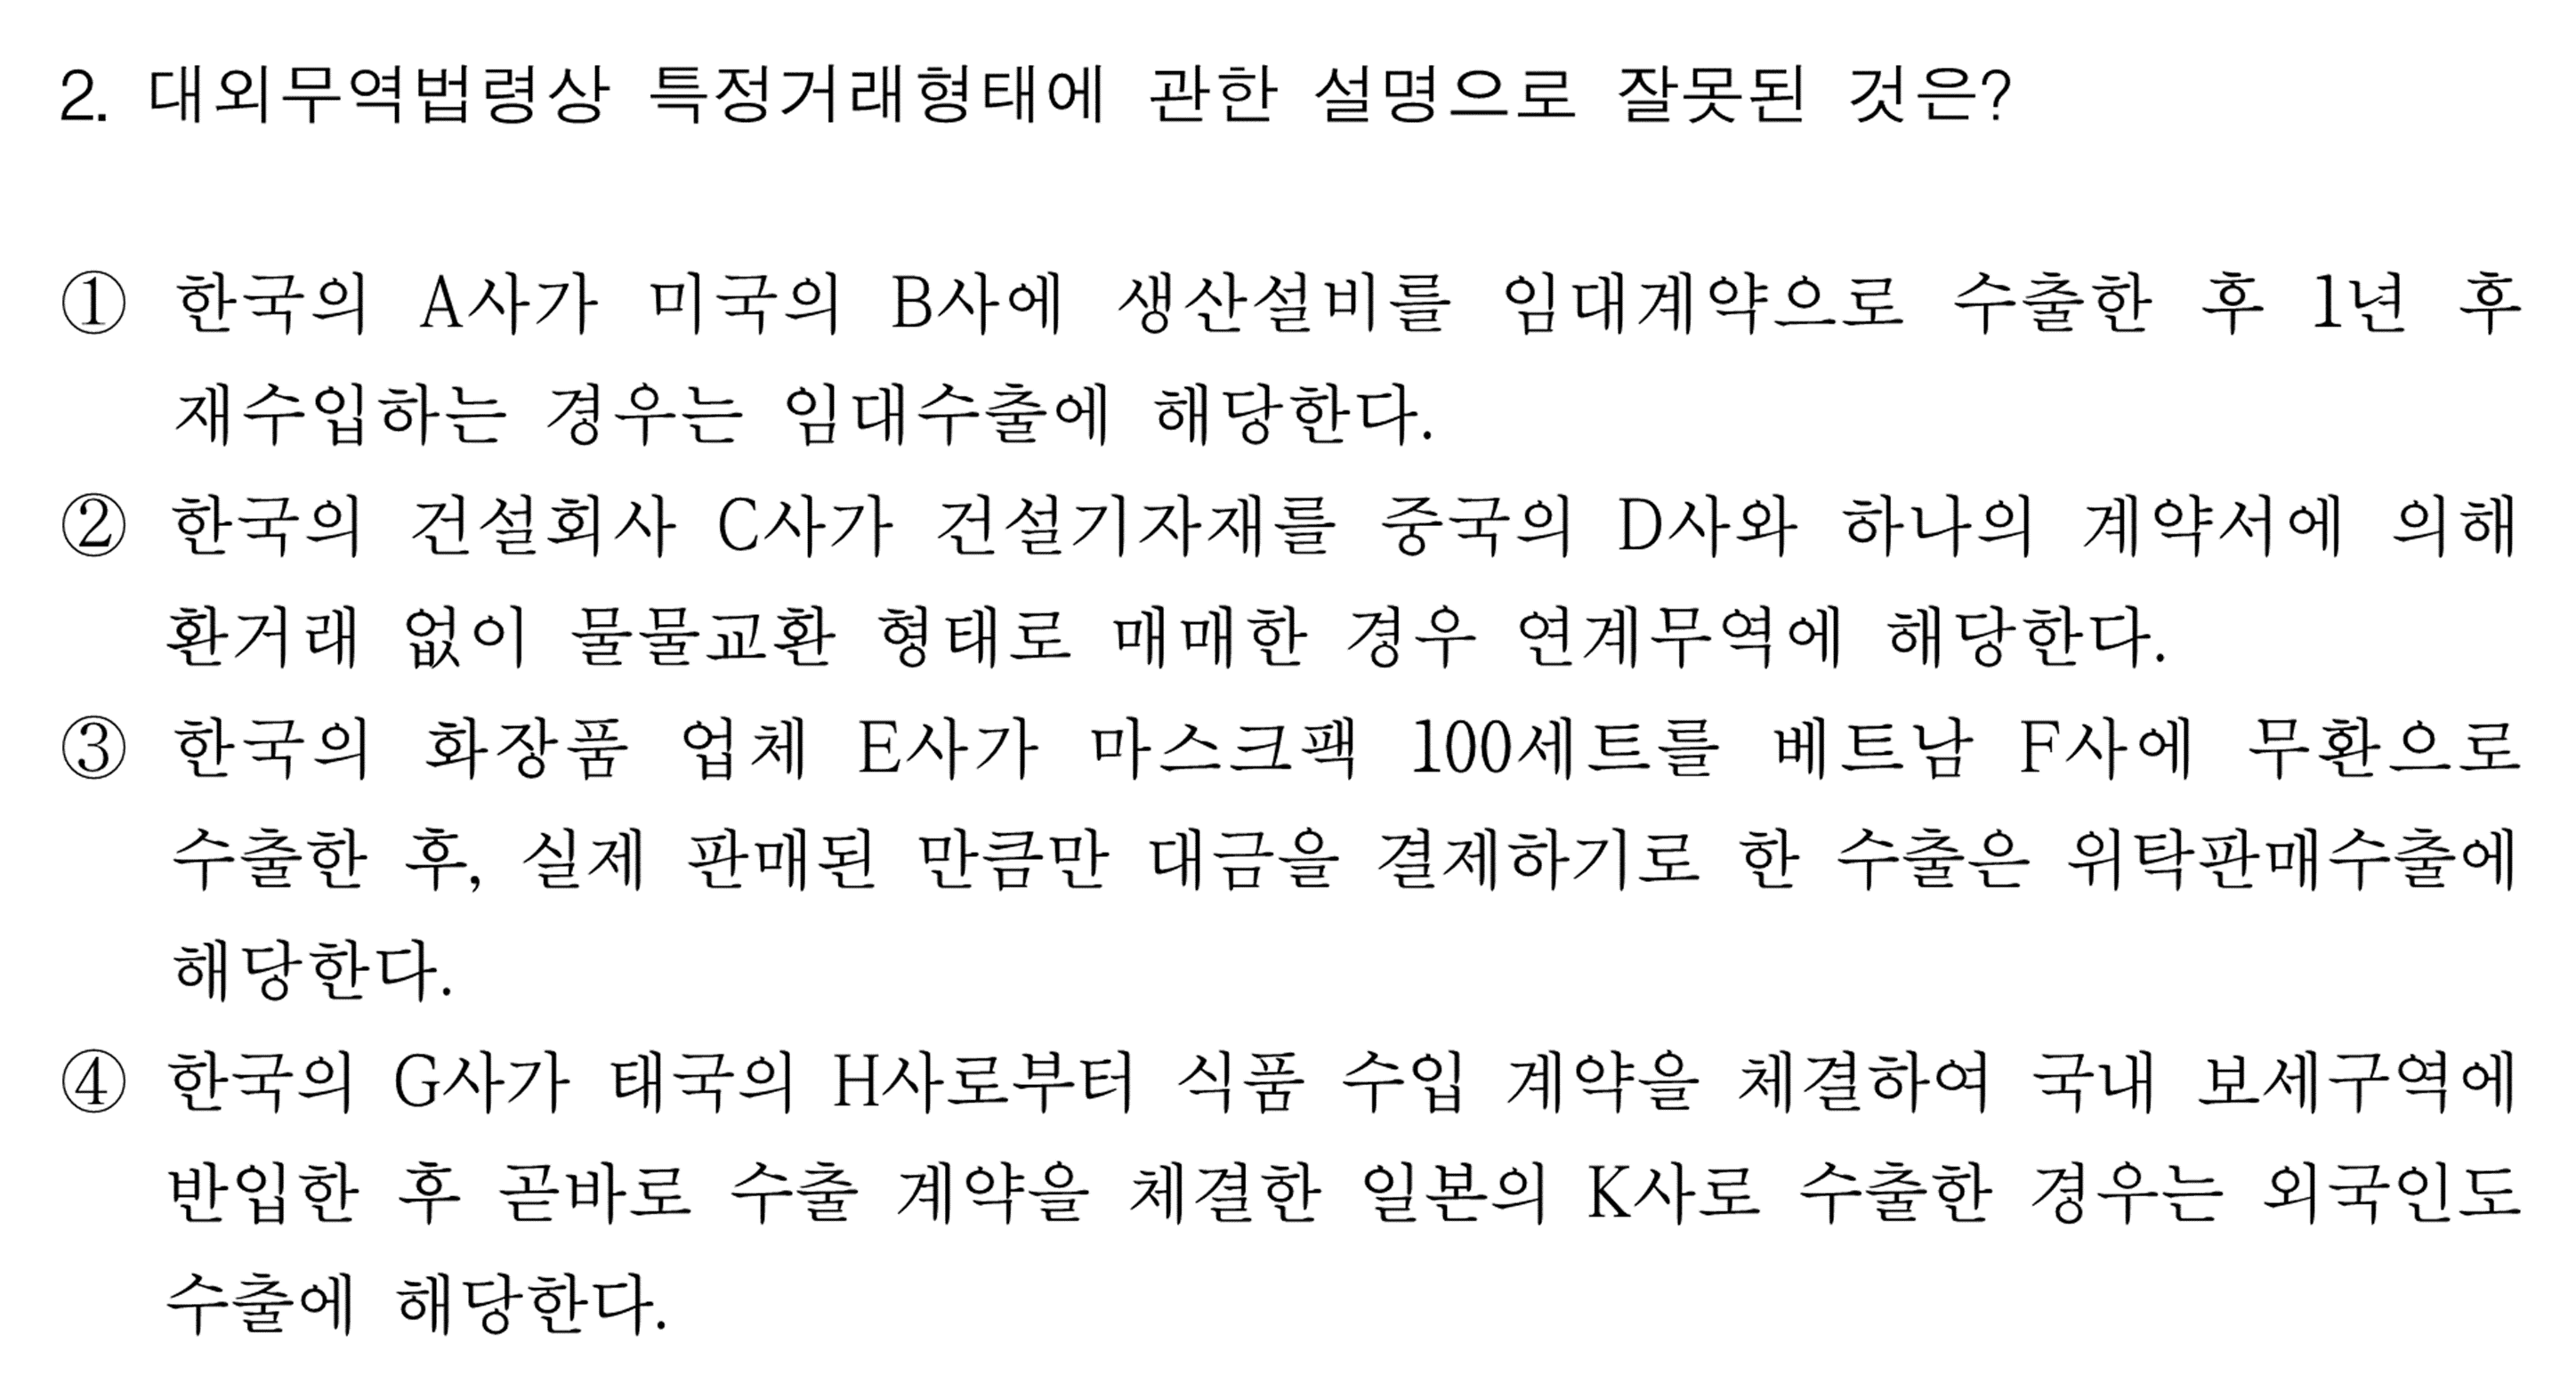 2. 대외무역법령상 특정거래형태에 관한 설명으로 잘못된 것은?
① 한국의 A사가 미국의 B사에 생산설비를 임대계약으로 수출한 후 1년 후
재수입하는 경우는 임대수출에 해당한다.
② 한국의 건설회사 C사가 건설기자재를 중국의 D사와 하나의 계약서에 의해
환거래 없이 물물교환 형태로 매매한 경우 연계무역에 해당한다.
③ 한국의 화장품 업체 E사가 마스크팩 100세트를 베트남 F사에 무환으로
수출한 후, 실제 판매된 만큼만 대금을 결제하기로 한 수출은 위탁판매수출에
해당한다.
④ 한국의 G사가 태국의 H사로부터 식품 수입 계약을 체결하여 국내 보세구역에
반입한 후 곧바로 수출 계약을 체결한 일본의 K사로 수출한 경우는 외국인도
수출에 해당한다.